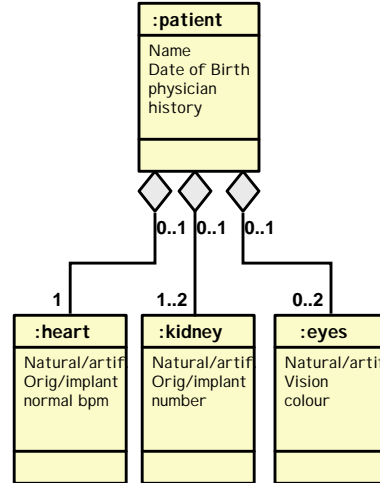 :patient
Name
Date of Birth
physician
history
0..1 0..1 0..1
1 1..2 0..2
:heart
Natural/artif.
Orig/implant
normal bpm
:kidney
Natural/artif.
Orig/implant
number
:eyes
Natural/artif
Vision
colour